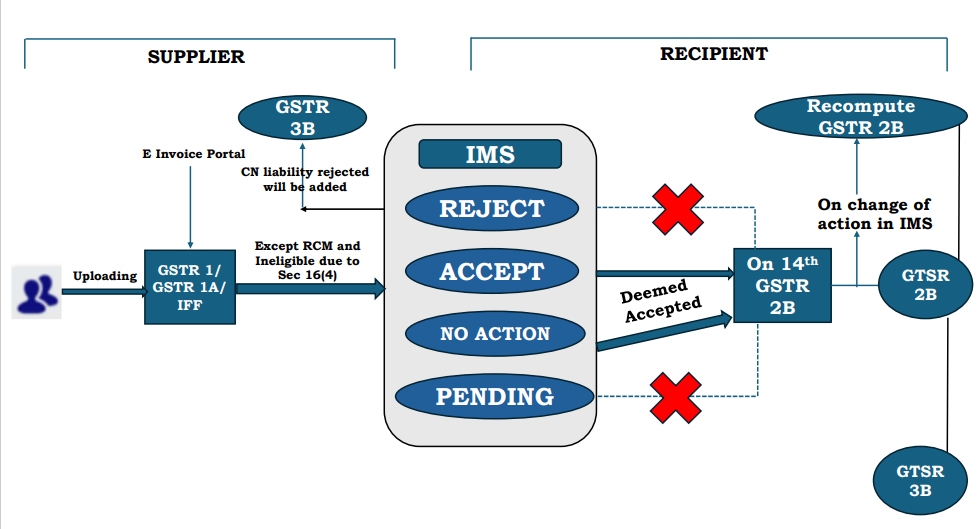 SUPPLIER
RECIPIENT
GSTR
3B
Recompute
GSTR 2B
E Invoice Portal
IMS
CN liability rejected
will be added
REJECT
On change of
action in IMS
Except RCM and
Ineligible due to
Sec 16(4)
Uploading
GSTR 1/
GSTR 1A/
IFF
ACCEPT
Deemed
Accepted
On 14th
GSTR
2B
GTSR
2B
NO ACTION
PENDING
GTSR
3B